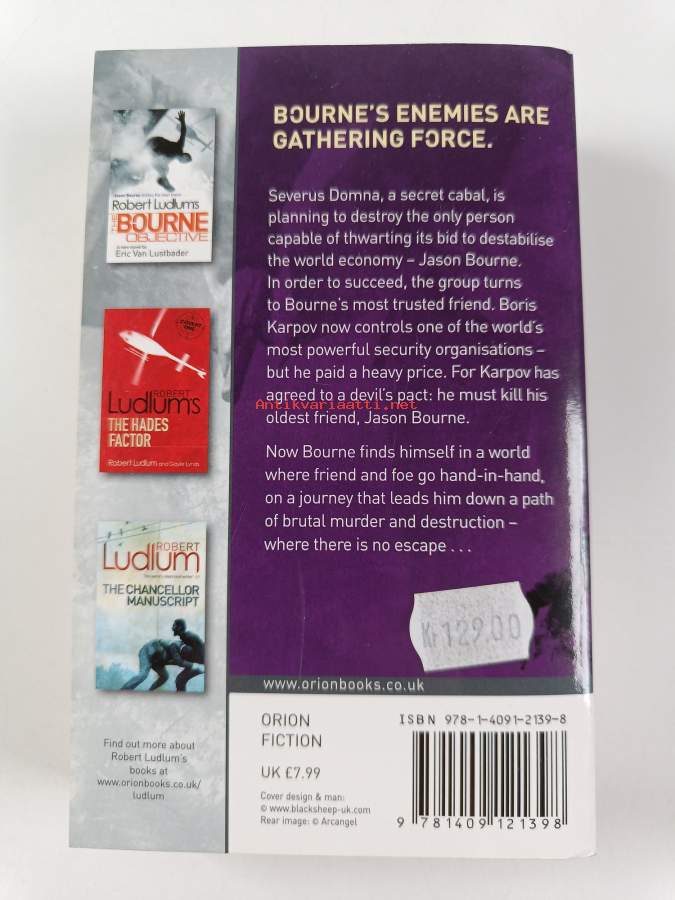 BOURNE'S ENEMIES ARE
GATHERING FORCE.
Severus Domna, a secret cabal, is
planning to destroy the only person
capable of thwarting its bid to destabilise
the world economy – Jason Bourne.
In order to succeed, the group turns
to Bourne's most trusted friend. Boris
Karpov now controls one of the world's
most powerful security organisations –
but he paid a heavy price. For Karpov has
agreed to a devil's pact: he must kill his
oldest friend, Jason Bourne.
Antikvariaatti.net
Now Bourne finds himself in a world
where friend and foe go hand-in-hand,
on a journey that leads him down a path
of brutal murder and destruction –
where there is no escape . . .
Kr 129.00
www.orionbooks.co.uk
ORION
FICTION
UK £7.99
Cover design & man:
© www.blacksheep-uk.com
Rear image: © Arcangel
ISBN 978-1-4091-2139-8
9 781409 121398
Robert Ludlum's
THE
BOURNE
OBJECTIVE
a new novel by
Eric Van Lustbader
ROBERT
Ludlum's
THE HADES
FACTOR
Robert Ludlum and Gayle Lynds
ROBERT
Ludlum
THE CHANCELLOR
MANUSCRIPT
Find out more about
Robert Ludlum's
books at
www.orionbooks.co.uk/
ludlum